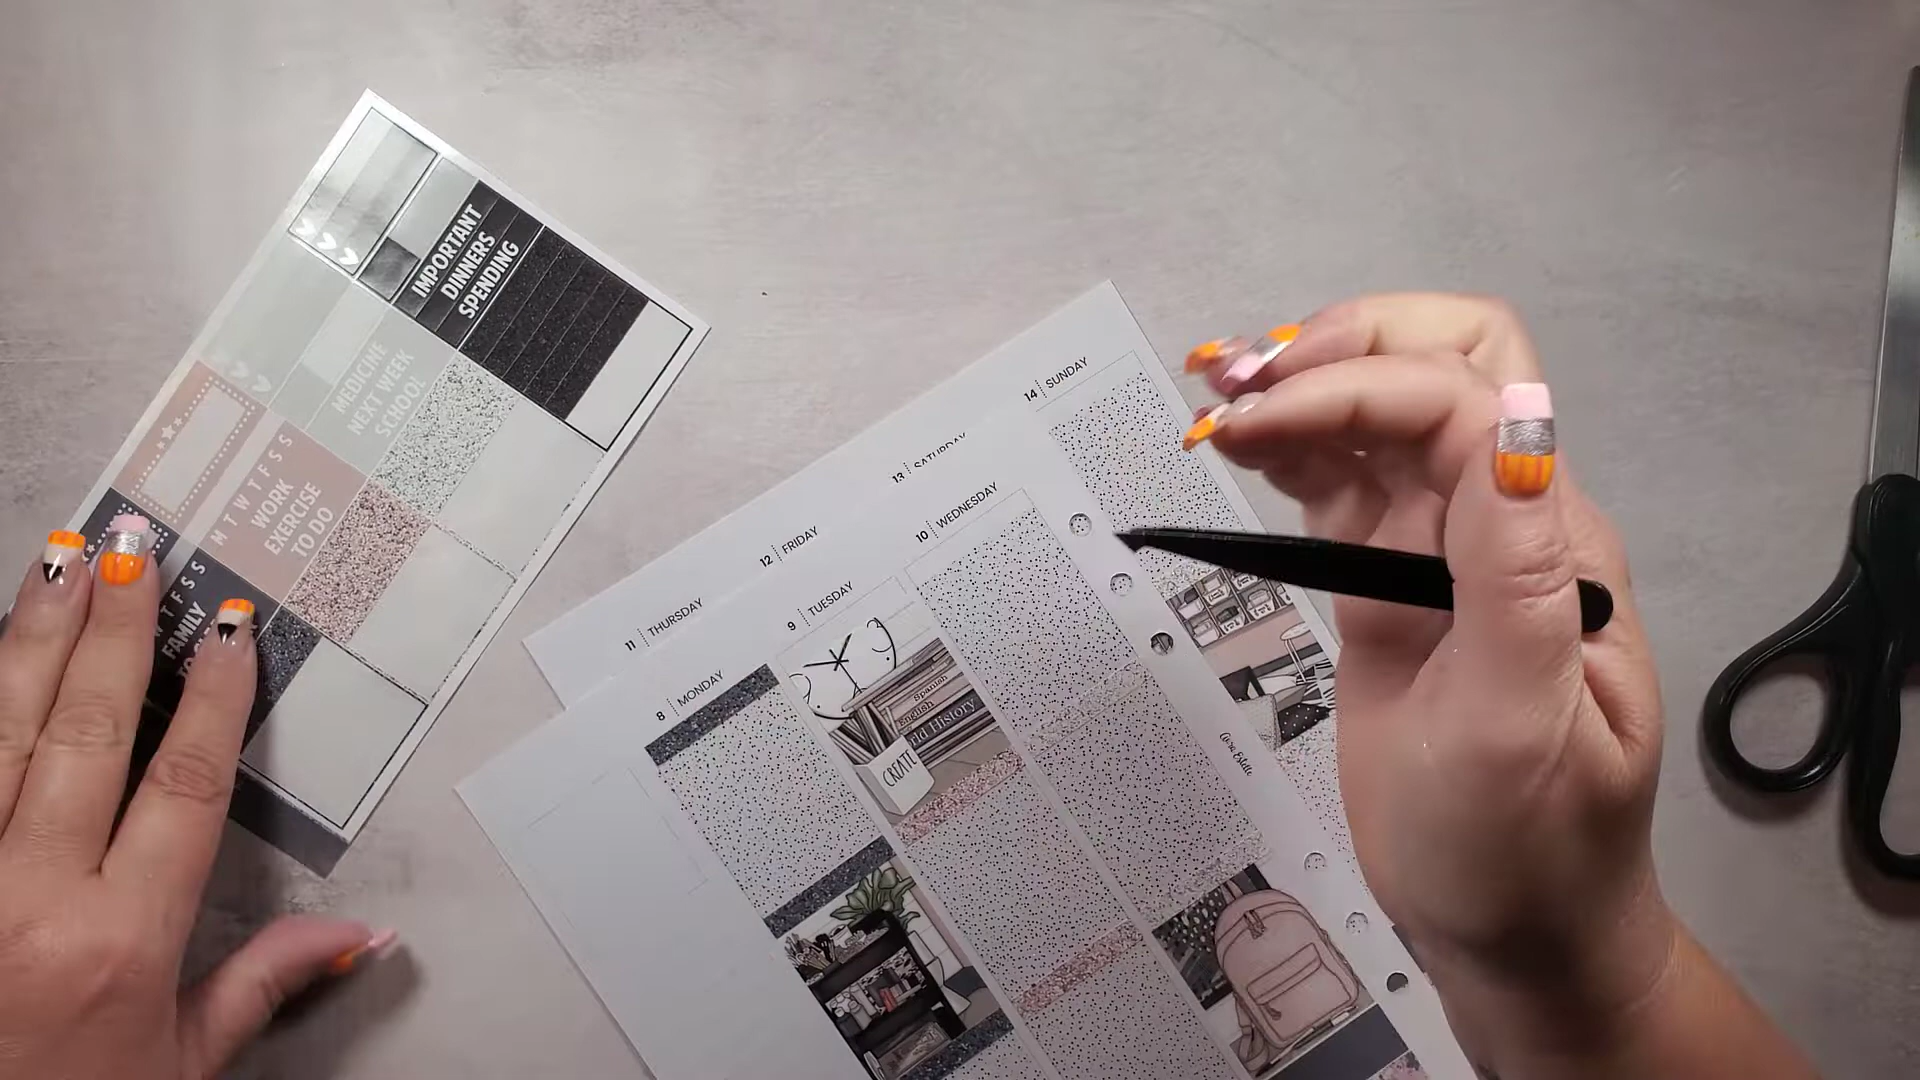 IMPORTANT
DINNERS
SPENDING
MEDICINE
NEXT WEEK
SCHOOL
M T W T F S S
WORK
EXERCISE
TO DO
T F S S
FAMILY
14 SUNDAY
13 SATURDAY
12 FRIDAY
11 THURSDAY
10 WEDNESDAY
9 TUESDAY
8 MONDAY
Spanish
English
World History
CREATE